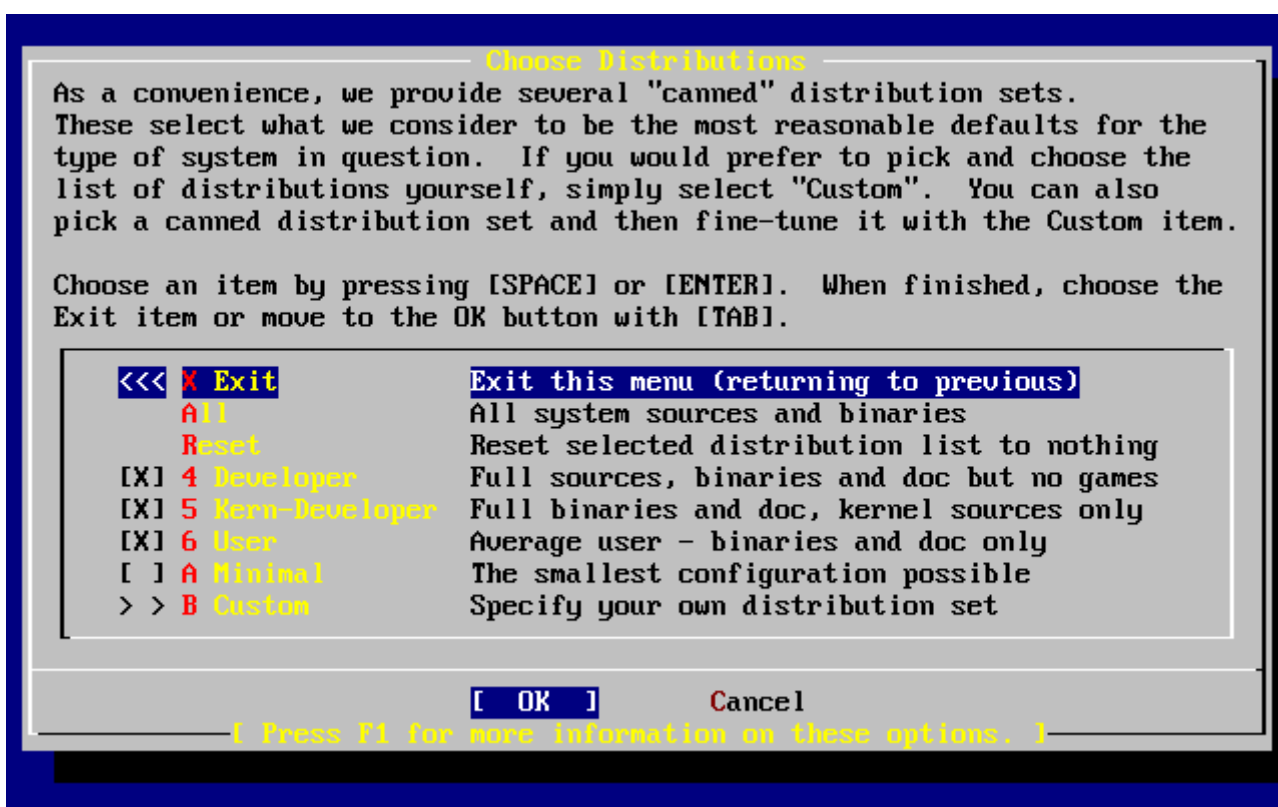 Choose Distributions
As a convenience, we provide several "canned" distribution sets.
These select what we consider to be the most reasonable defaults for the
type of system in question.  If you would prefer to pick and choose the
list of distributions yourself, simply select "Custom".  You can also
pick a canned distribution set and then fine-tune it with the Custom item.
Choose an item by pressing [SPACE] or [ENTER].  When finished, choose the
Exit item or move to the OK button with [TAB].
<<< X Exit Exit this menu (returning to previous)
All All system sources and binaries
Reset Reset selected distribution list to nothing
[X] 4 Developer Full sources, binaries and doc but no games
[X] 5 Kern-Developer Full binaries and doc, kernel sources only
[X] 6 User Average user - binaries and doc only
[ ] A Minimal The smallest configuration possible
> > B Custom Specify your own distribution set
[ OK ] Cancel
[ Press F1 for more information on these options. ]